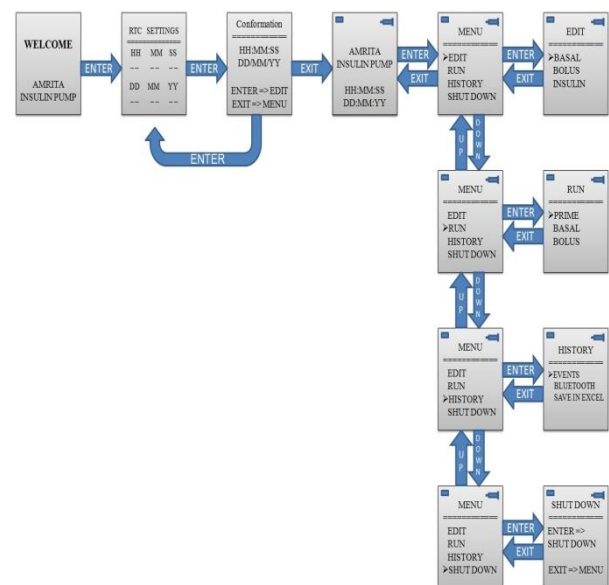 WELCOME
AMRITA
INSULIN PUMP
ENTER
RTC SETTINGS
============
HH MM SS
-- -- --
DD MM YY
-- -- --
ENTER
Conformation
============
HH:MM:SS
DD/MM/YY
ENTER => EDIT
EXIT => MENU
ENTER
EXIT
AMRITA
INSULIN PUMP
HH:MM:SS
DD:MM:YY
ENTER
EXIT
MENU
============
➢EDIT
RUN
HISTORY
SHUT DOWN
ENTER
EXIT
EDIT
============
➢BASAL
BOLUS
INSULIN
UP
DOWN
MENU
============
EDIT
➢RUN
HISTORY
SHUT DOWN
ENTER
EXIT
RUN
============
➢PRIME
BASAL
BOLUS
UP
DOWN
MENU
============
EDIT
RUN
➢HISTORY
SHUT DOWN
ENTER
EXIT
HISTORY
============
➢EVENTS
BLUETOOTH
SAVE IN EXCEL
UP
DOWN
MENU
============
EDIT
RUN
HISTORY
➢SHUT DOWN
ENTER
EXIT
SHUT DOWN
============
ENTER =>
SHUT DOWN
EXIT => MENU